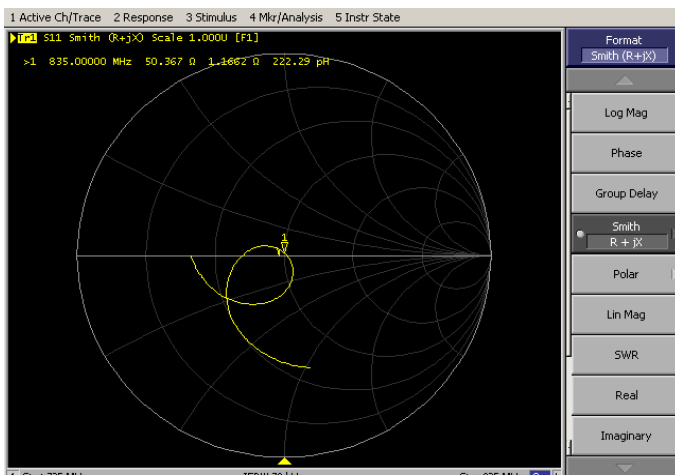 1 Active Ch/Trace 2 Response 3 Stimulus 4 Mkr/Analysis 5 Instr State
Tr1 S11 Smith (R+jX) Scale 1.000U [F1]
>1 835.00000 MHz 50.367 Ω 1.1662 Ω 222.29 pH
1
Format
Smith (R+jX)
Log Mag
Phase
Group Delay
Smith
R + jX
Polar
Lin Mag
SWR
Real
Imaginary